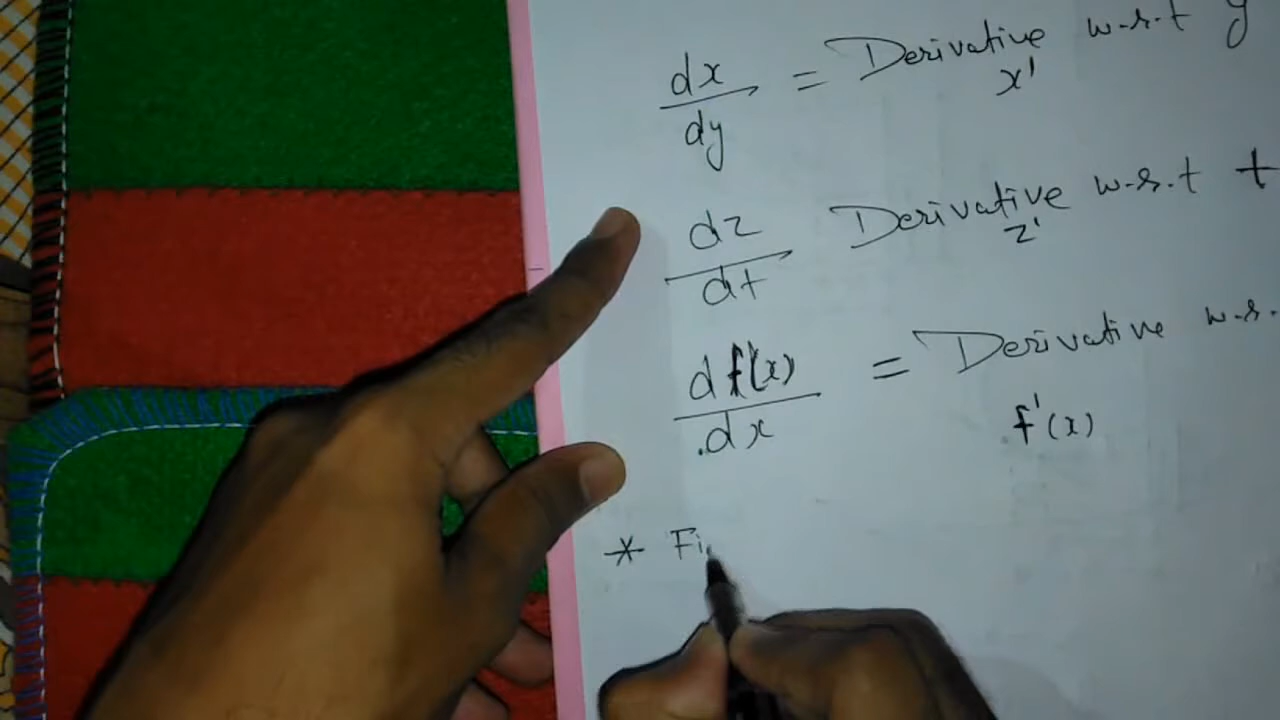 dx/dy = Derivative w.r.t y
x'
dz/dt Derivative w.r.t t
z'
d f(x)/dx = Derivative w.r.
f'(x)
* Fi